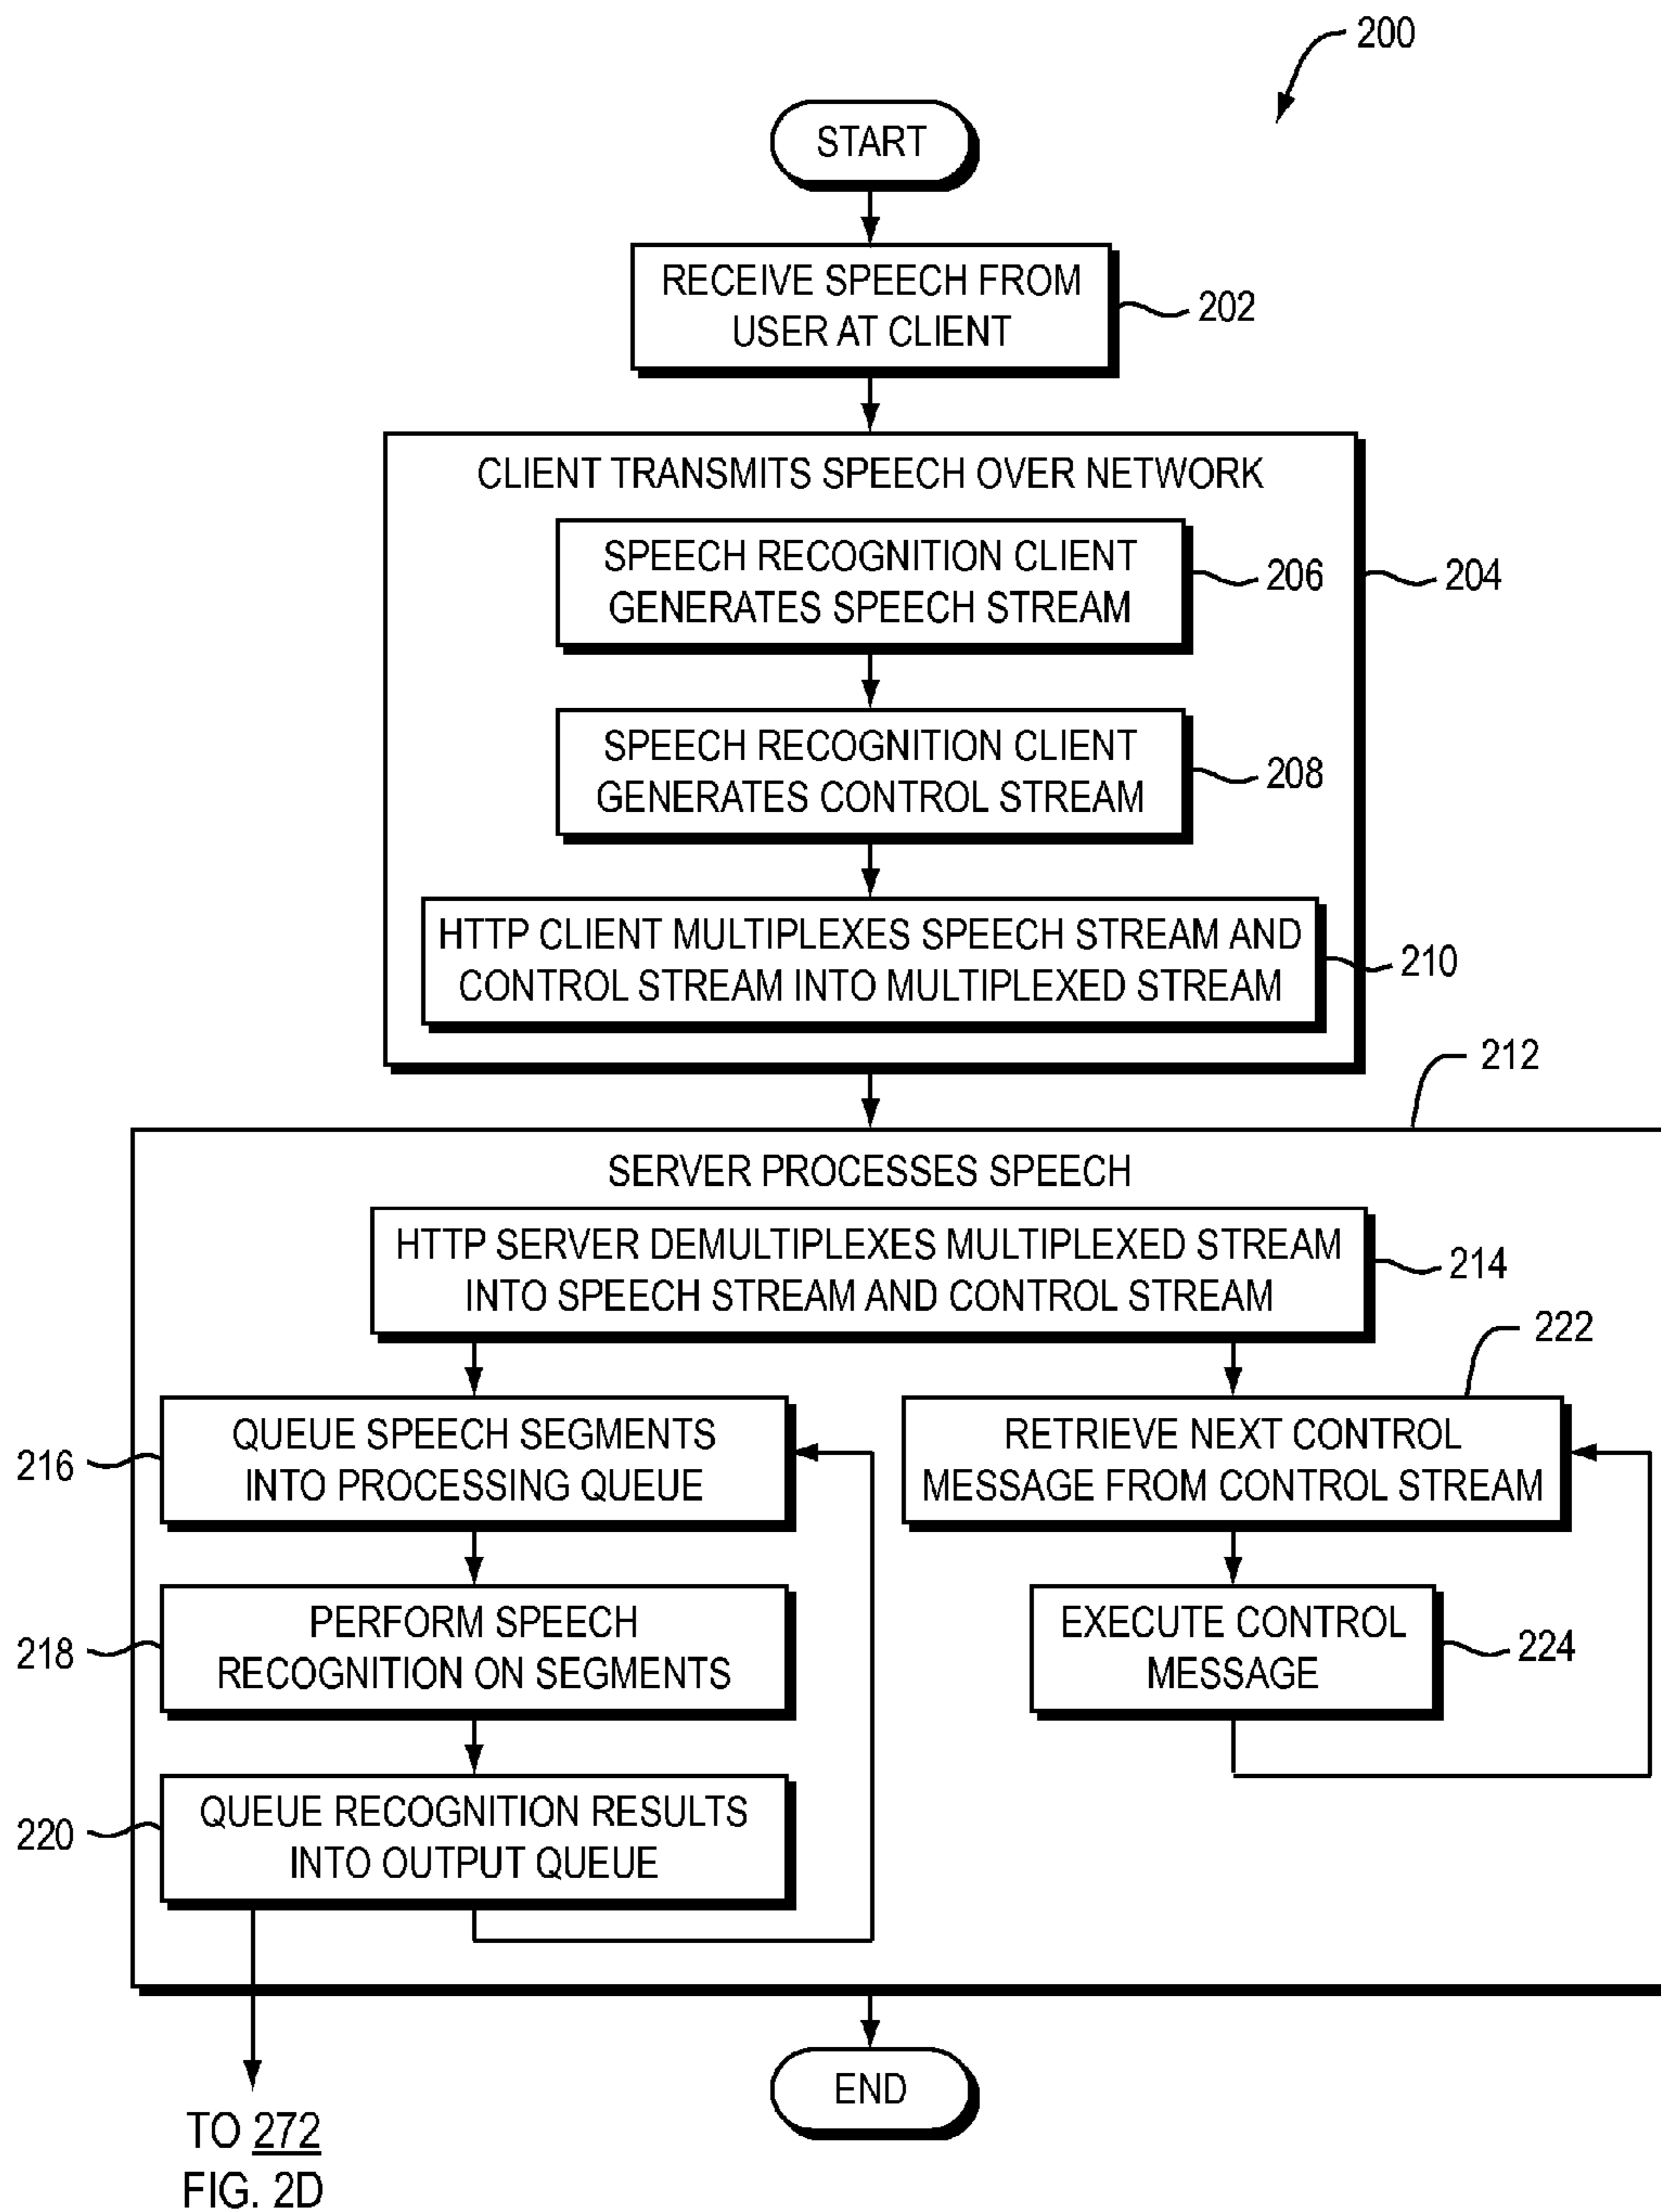 200
START
RECEIVE SPEECH FROM
USER AT CLIENT
202
CLIENT TRANSMITS SPEECH OVER NETWORK
204
SPEECH RECOGNITION CLIENT
GENERATES SPEECH STREAM
206
SPEECH RECOGNITION CLIENT
GENERATES CONTROL STREAM
208
HTTP CLIENT MULTIPLEXES SPEECH STREAM AND
CONTROL STREAM INTO MULTIPLEXED STREAM
210
212
SERVER PROCESSES SPEECH
HTTP SERVER DEMULTIPLEXES MULTIPLEXED STREAM
INTO SPEECH STREAM AND CONTROL STREAM
214
216
QUEUE SPEECH SEGMENTS
INTO PROCESSING QUEUE
218
PERFORM SPEECH
RECOGNITION ON SEGMENTS
220
QUEUE RECOGNITION RESULTS
INTO OUTPUT QUEUE
222
RETRIEVE NEXT CONTROL
MESSAGE FROM CONTROL STREAM
EXECUTE CONTROL
MESSAGE
224
END
TO 272
FIG. 2D